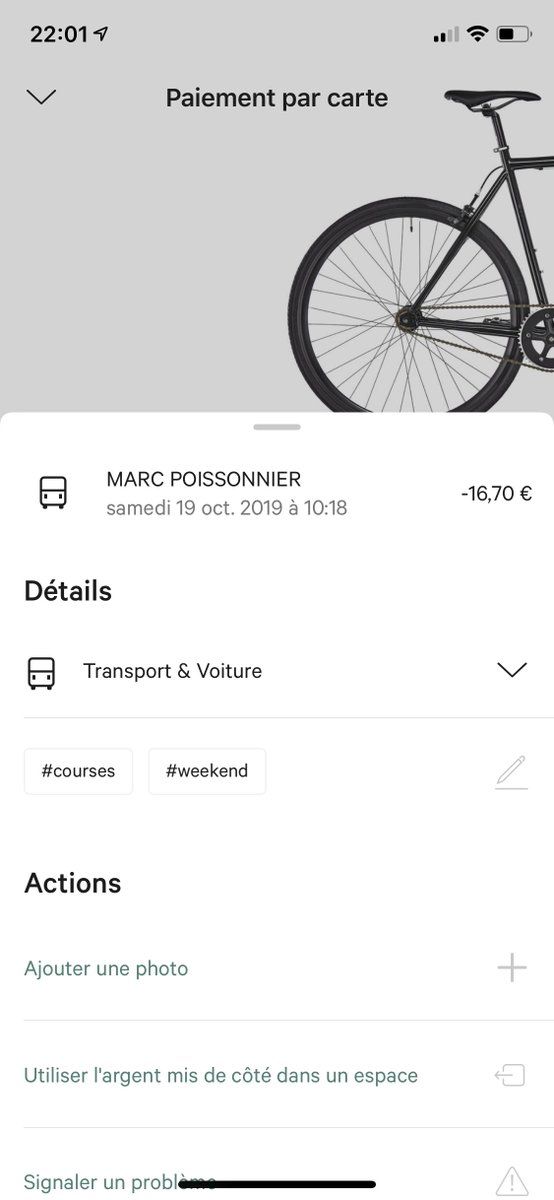 22:01
Paiement par carte
MARC POISSONNIER
samedi 19 oct. 2019 à 10:18
-16,70 €
Détails
Transport & Voiture
#courses #weekend
Actions
Ajouter une photo
Utiliser l'argent mis de côté dans un espace
Signaler un problème